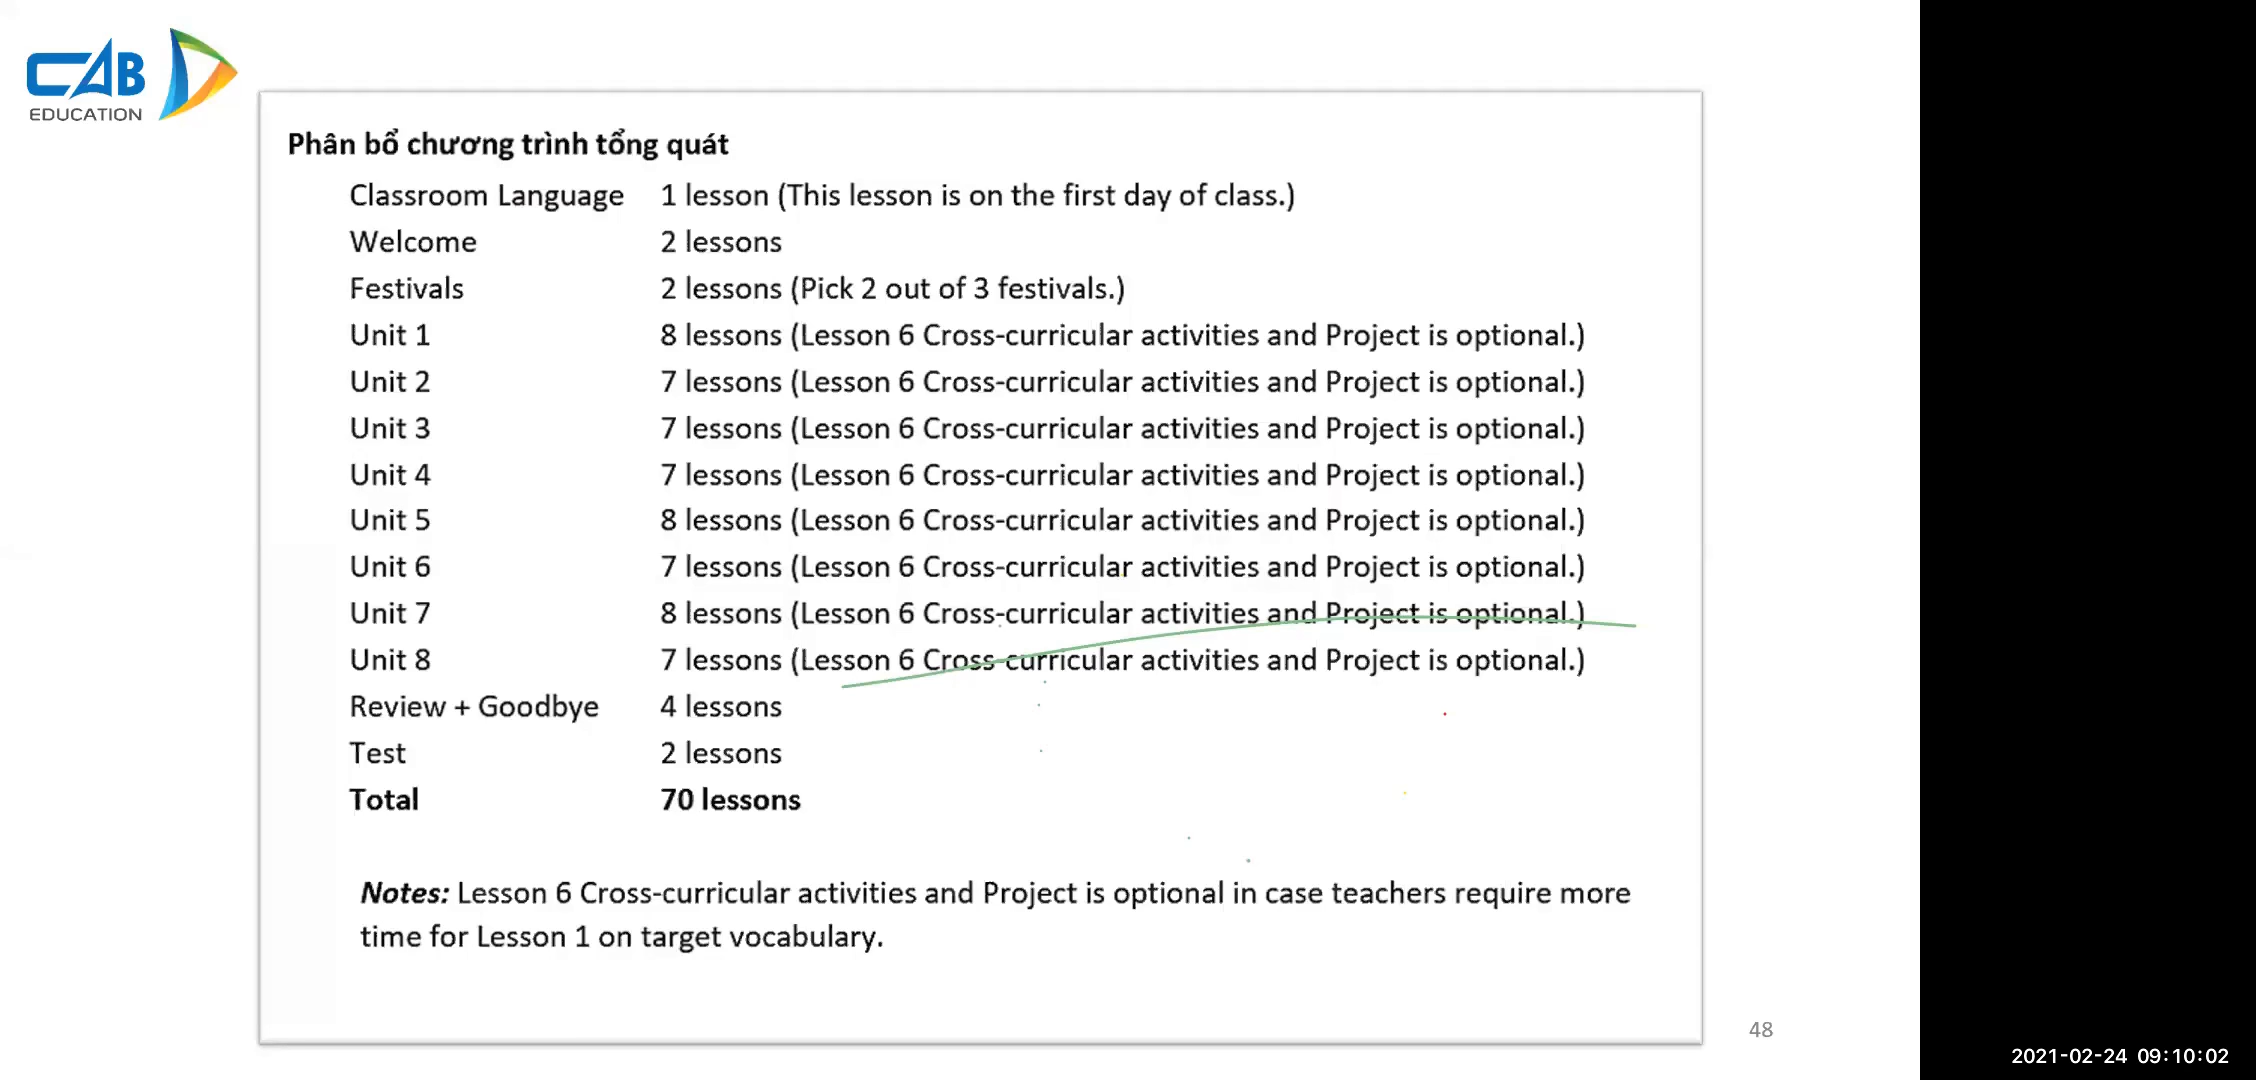 CAB
EDUCATION
Phân bổ chương trình tổng quát
Classroom Language 1 lesson (This lesson is on the first day of class.)
Welcome 2 lessons
Festivals 2 lessons (Pick 2 out of 3 festivals.)
Unit 1 8 lessons (Lesson 6 Cross-curricular activities and Project is optional.)
Unit 2 7 lessons (Lesson 6 Cross-curricular activities and Project is optional.)
Unit 3 7 lessons (Lesson 6 Cross-curricular activities and Project is optional.)
Unit 4 7 lessons (Lesson 6 Cross-curricular activities and Project is optional.)
Unit 5 8 lessons (Lesson 6 Cross-curricular activities and Project is optional.)
Unit 6 7 lessons (Lesson 6 Cross-curricular activities and Project is optional.)
Unit 7 8 lessons (Lesson 6 Cross-curricular activities and Project is optional.)
Unit 8 7 lessons (Lesson 6 Cross-curricular activities and Project is optional.)
Review + Goodbye 4 lessons
Test 2 lessons
Total 70 lessons
Notes: Lesson 6 Cross-curricular activities and Project is optional in case teachers require more
time for Lesson 1 on target vocabulary.
48
2021-02-24 09:10:02